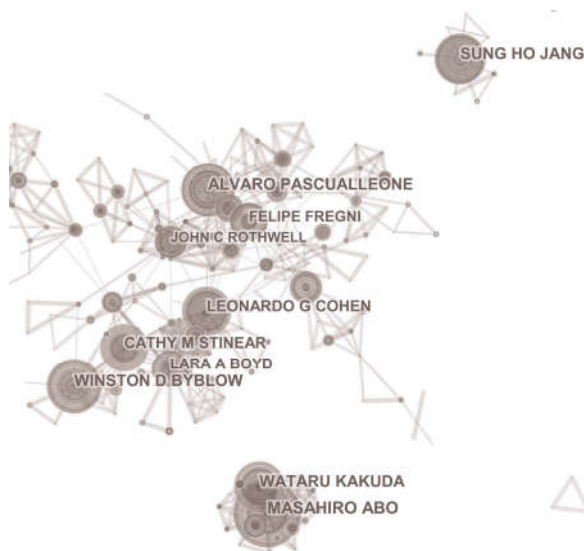 SUNG HO JANG
ALVARO PASCUALLEONE
FELIPE FREGNI
JOHN C ROTHWELL
LEONARDO G COHEN
CATHY M STINEAR
LARA A BOYD
WINSTON D BYBLOW
WATARU KAKUDA
MASAHIRO ABO